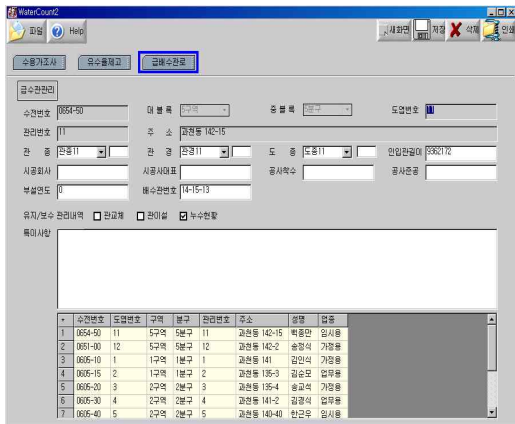 WaterCount2
파일 Help 새화면 저장 삭제 인쇄
수용가조사 유수율제고 급배수관로
급수관관리
수전번호 0654-50 대 블 록 5구역 중 블 록 5분구 도엽번호 11
관리번호 11 주 소 과천동 142-15
관 종 관종11 관 경 관경11 도 종 도종11 인입관길이 9362172
시공회사 시공사대표 공사착수 공사준공
부설연도 0 배수관번호 14-15-13
유지/보수 관리내역 관교체 관미설 누수현황
특미사항
수전번호 도엽번호 구역 분구 관리번호 주소 성명 업종
1 0654-50 11 5구역 5분구 11 과천동 142-15 백종만 임시용
2 0651-00 12 5구역 5분구 12 과천동 142-2 송정석 가정용
3 0605-10 1 1구역 1분구 1 과천동 141 김인식 가정용
4 0605-15 2 1구역 1분구 2 과천동 135-3 김순모 업무용
5 0605-20 3 2구역 2분구 3 과천동 135-4 송교석 가정용
6 0605-30 4 2구역 2분구 4 과천동 141-2 김경식 업무용
7 0605-40 5 2구역 2분구 5 과천동 140-40 한근우 임시용